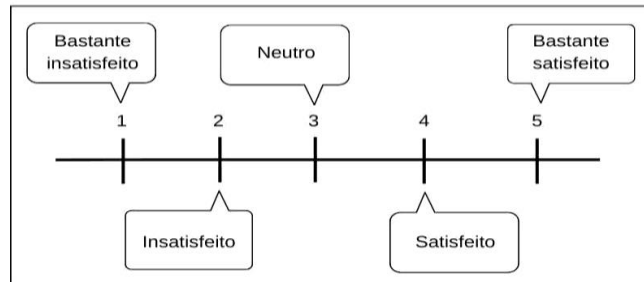 Bastante
insatisfeito
Neutro
Bastante
satisfeito
1 2 3 4 5
Insatisfeito
Satisfeito